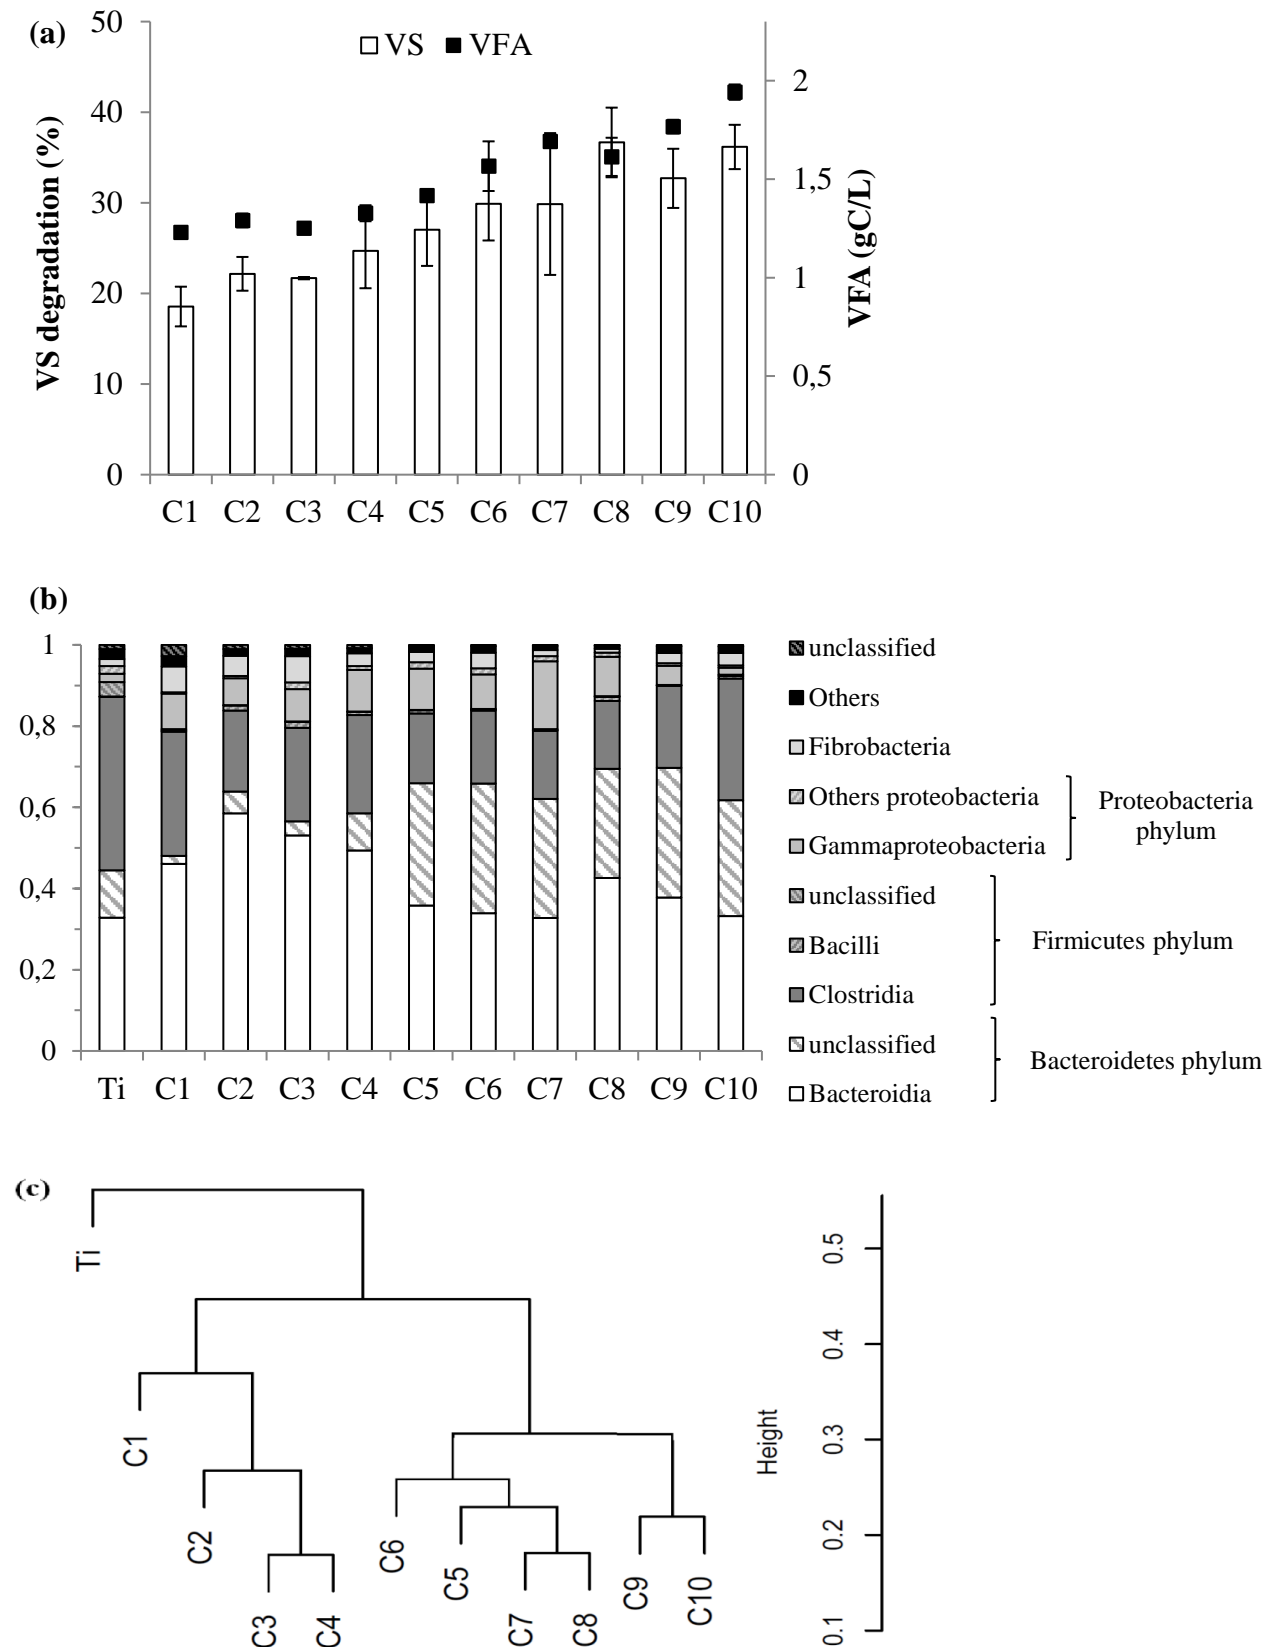 (a)
50
40
30
20
10
0
VS degradation (%)
VS VFA
2
1,5
1
0,5
0
VFA (gC/L)
C1 C2 C3 C4 C5 C6 C7 C8 C9 C10
(b)
1
0,8
0,6
0,4
0,2
0
Ti C1 C2 C3 C4 C5 C6 C7 C8 C9 C10
unclassified
Others
Fibrobacteria
Others proteobacteria
Gammaproteobacteria
Proteobacteria
phylum
unclassified
Bacilli
Clostridia
Firmicutes phylum
unclassified
Bacteroidia
Bacteroidetes phylum
(c)
Ti
C1
C2
C3
C4
C6
C5
C7
C8
C9
C10
Height
0.5
0.4
0.3
0.2
0.1